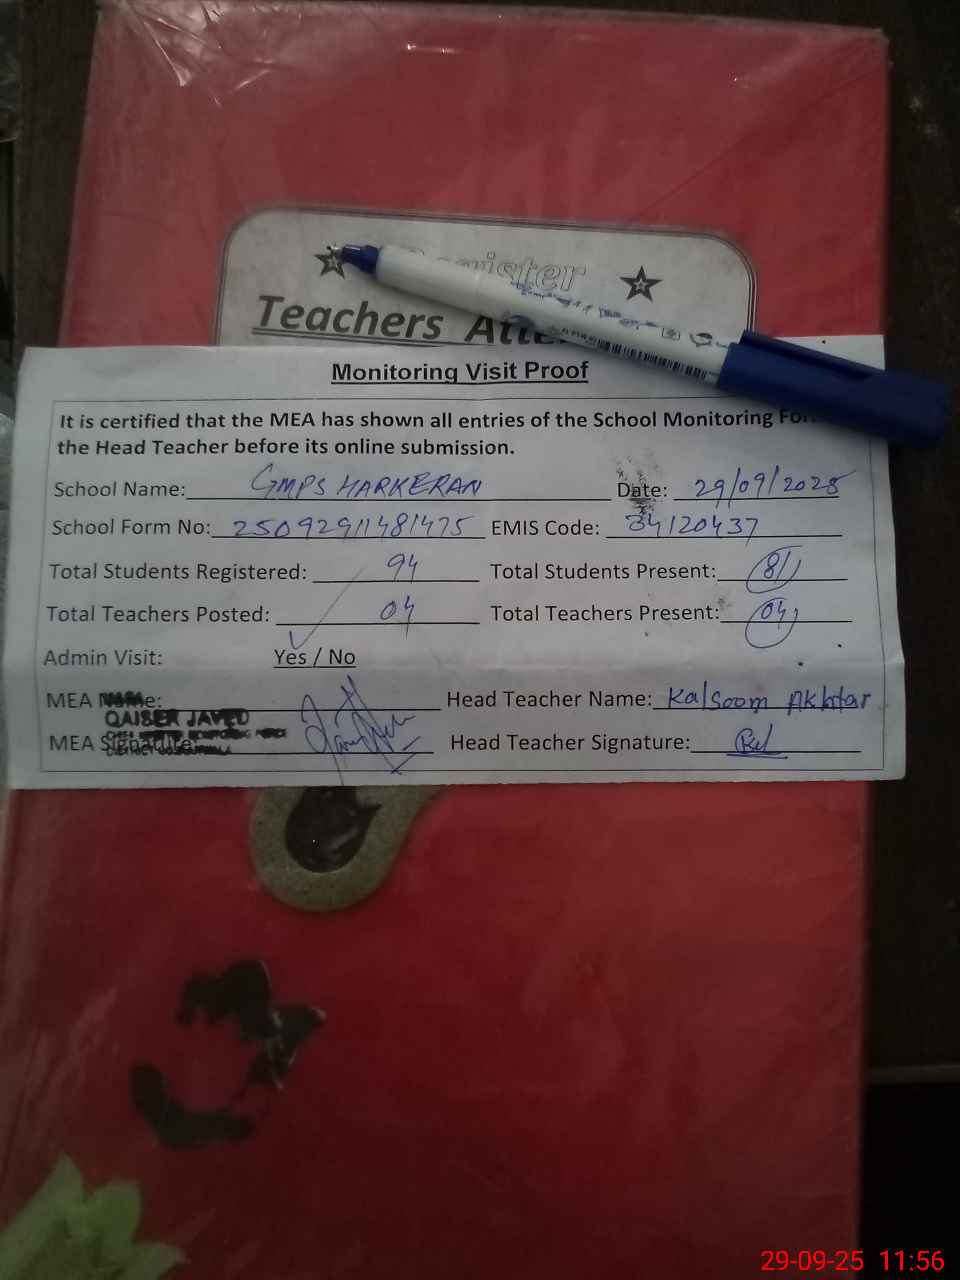 Register
Teachers Atte
Monitoring Visit Proof
It is certified that the MEA has shown all entries of the School Monitoring For
the Head Teacher before its online submission.
School Name: GMPS HARKERAN Date: 29/09/2025
School Form No: 25092911481475 EMIS Code: 34120437
Total Students Registered: 94 Total Students Present: 81
Total Teachers Posted: 04 Total Teachers Present: 04
Admin Visit: Yes / No
MEA Name: Head Teacher Name: Kalsoom Akhtar
QAISER JAVED
MEA Signature: Head Teacher Signature:
29-09-25 11:56